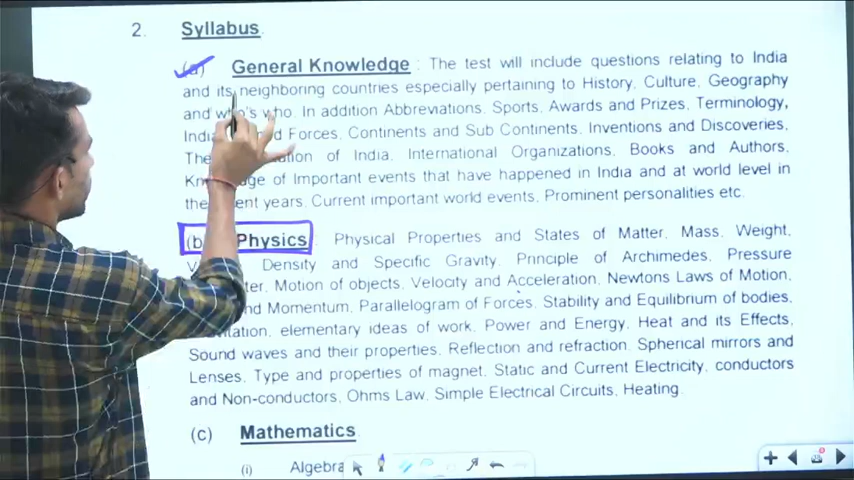 2. Syllabus
(a) General Knowledge : The test will include questions relating to India
and its neighboring countries especially pertaining to History, Culture, Geography
and who's who. In addition Abbreviations, Sports, Awards and Prizes, Terminology,
Forces, Continents and Sub Continents, Inventions and Discoveries,
The of India, International Organizations, Books and Authors,
of Important events that have happened in India and at world level in
the years, Current important world events, Prominent personalities etc.
(b) Physics : Physical Properties and States of Matter, Mass, Weight,
Density and Specific Gravity, Principle of Archimedes, Pressure
Motion of objects, Velocity and Acceleration, Newtons Laws of Motion,
and Momentum, Parallelogram of Forces, Stability and Equilibrium of bodies,
elementary ideas of work, Power and Energy, Heat and its Effects,
Sound waves and their properties, Reflection and refraction. Spherical mirrors and
Lenses, Type and properties of magnet, Static and Current Electricity, conductors
and Non-conductors, Ohms Law, Simple Electrical Circuits, Heating.
(c) Mathematics
(i) Algebra